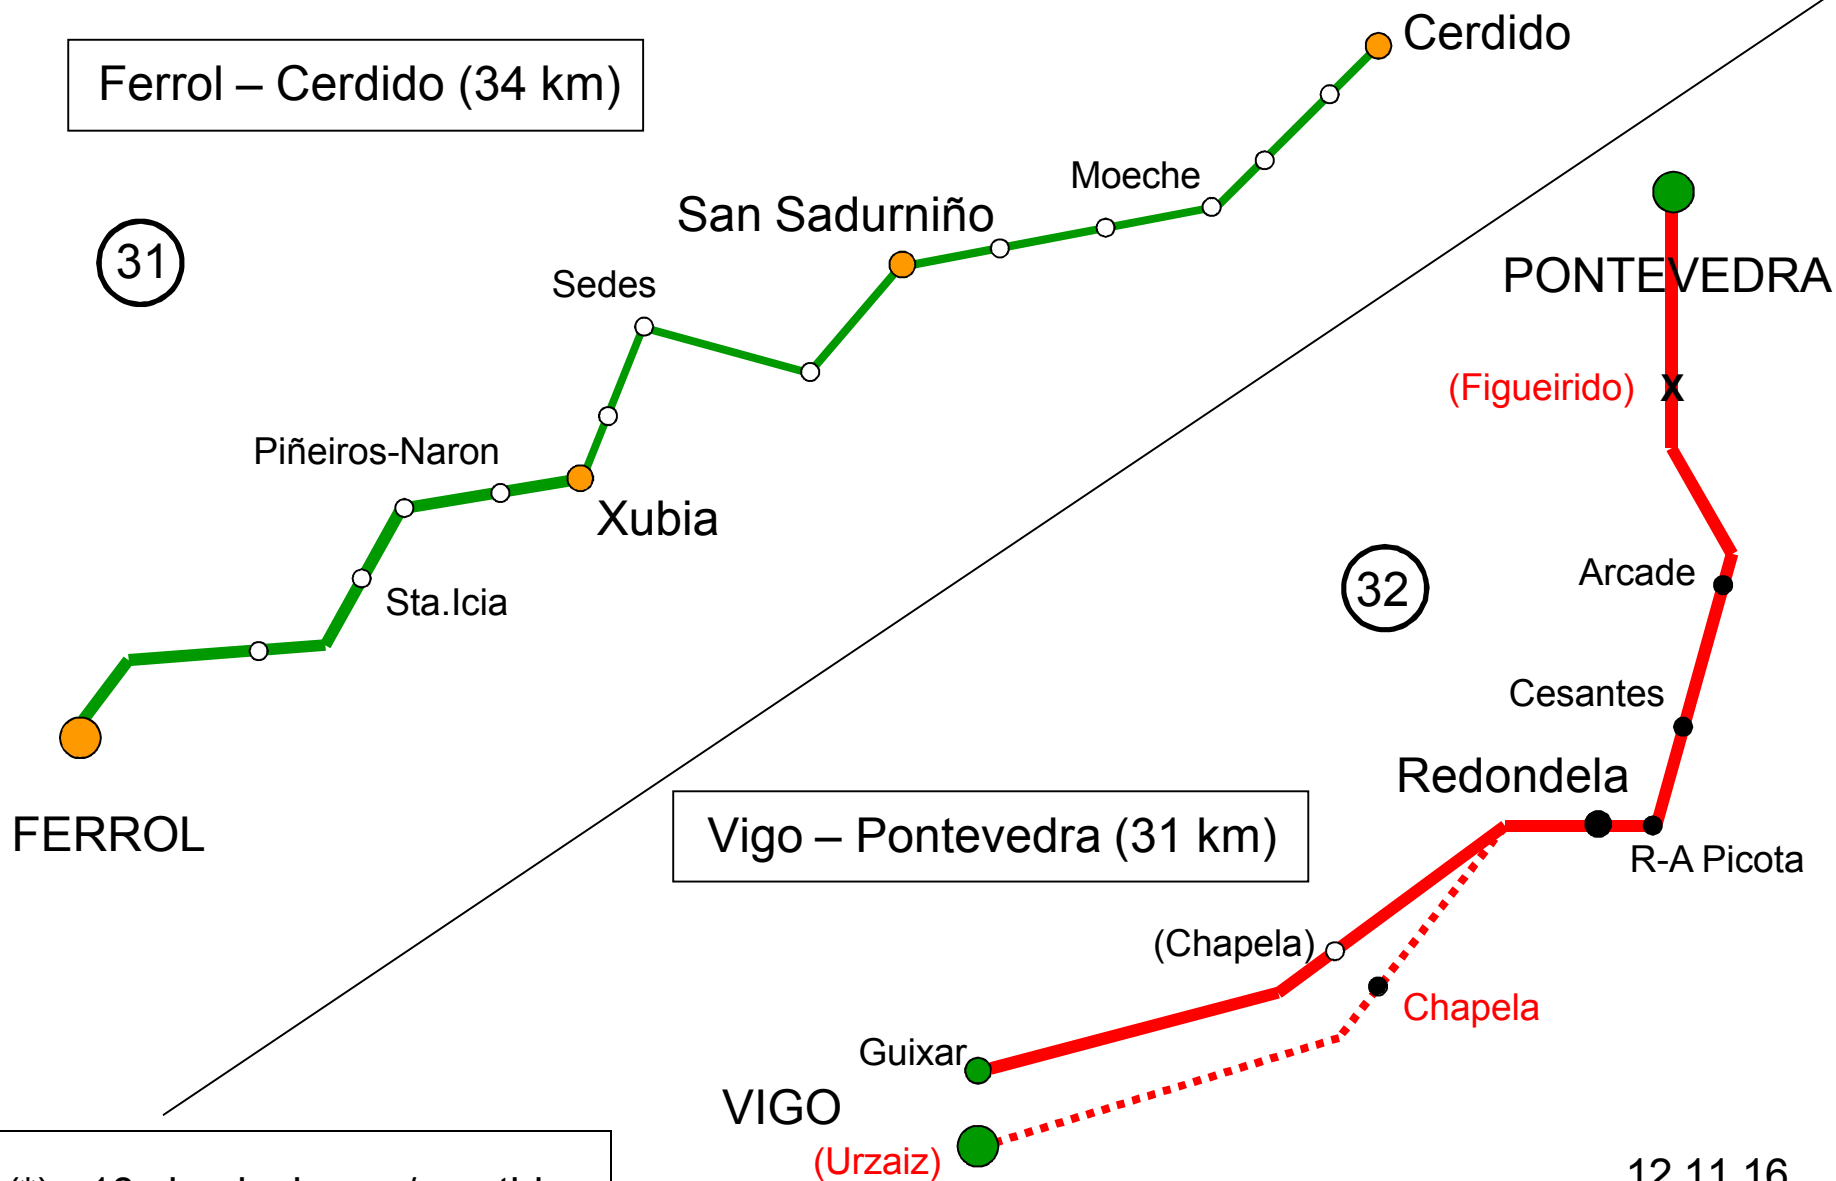 Ferrol – Cerdido (34 km)
Cerdido
Moeche
San Sadurniño
31
Sedes
PONTEVEDRA
(Figueirido)
Piñeiros-Naron
Xubia
Arcade
32
Sta.Icia
Cesantes
Redondela
FERROL
Vigo – Pontevedra (31 km)
R-A Picota
(Chapela)
Chapela
Guixar
VIGO
(Urzaiz)
12.11.16